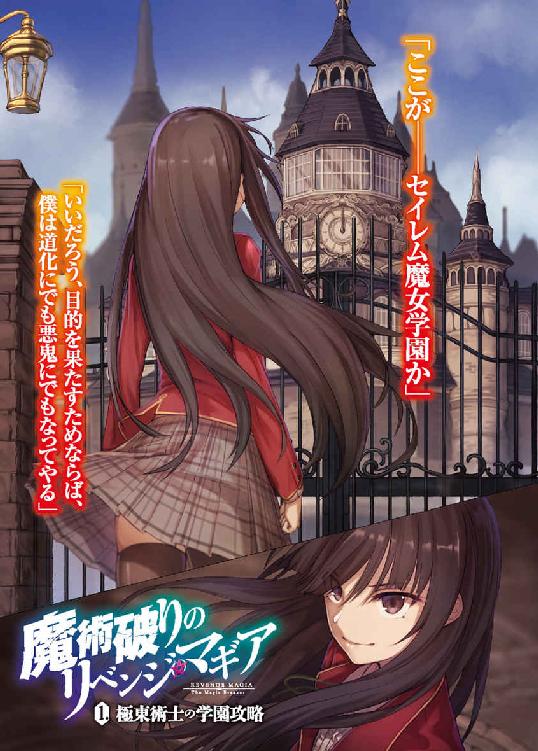 「ここが――セイレム魔女学園か」
「いいだろう、目的を果たすためならば、
僕は道化にでも悪鬼にでもなってやる」
魔術破りの
リベンジ・マギア
REVENGE MAGIA
The Magic Breaker
1. 極東術士の学園攻略